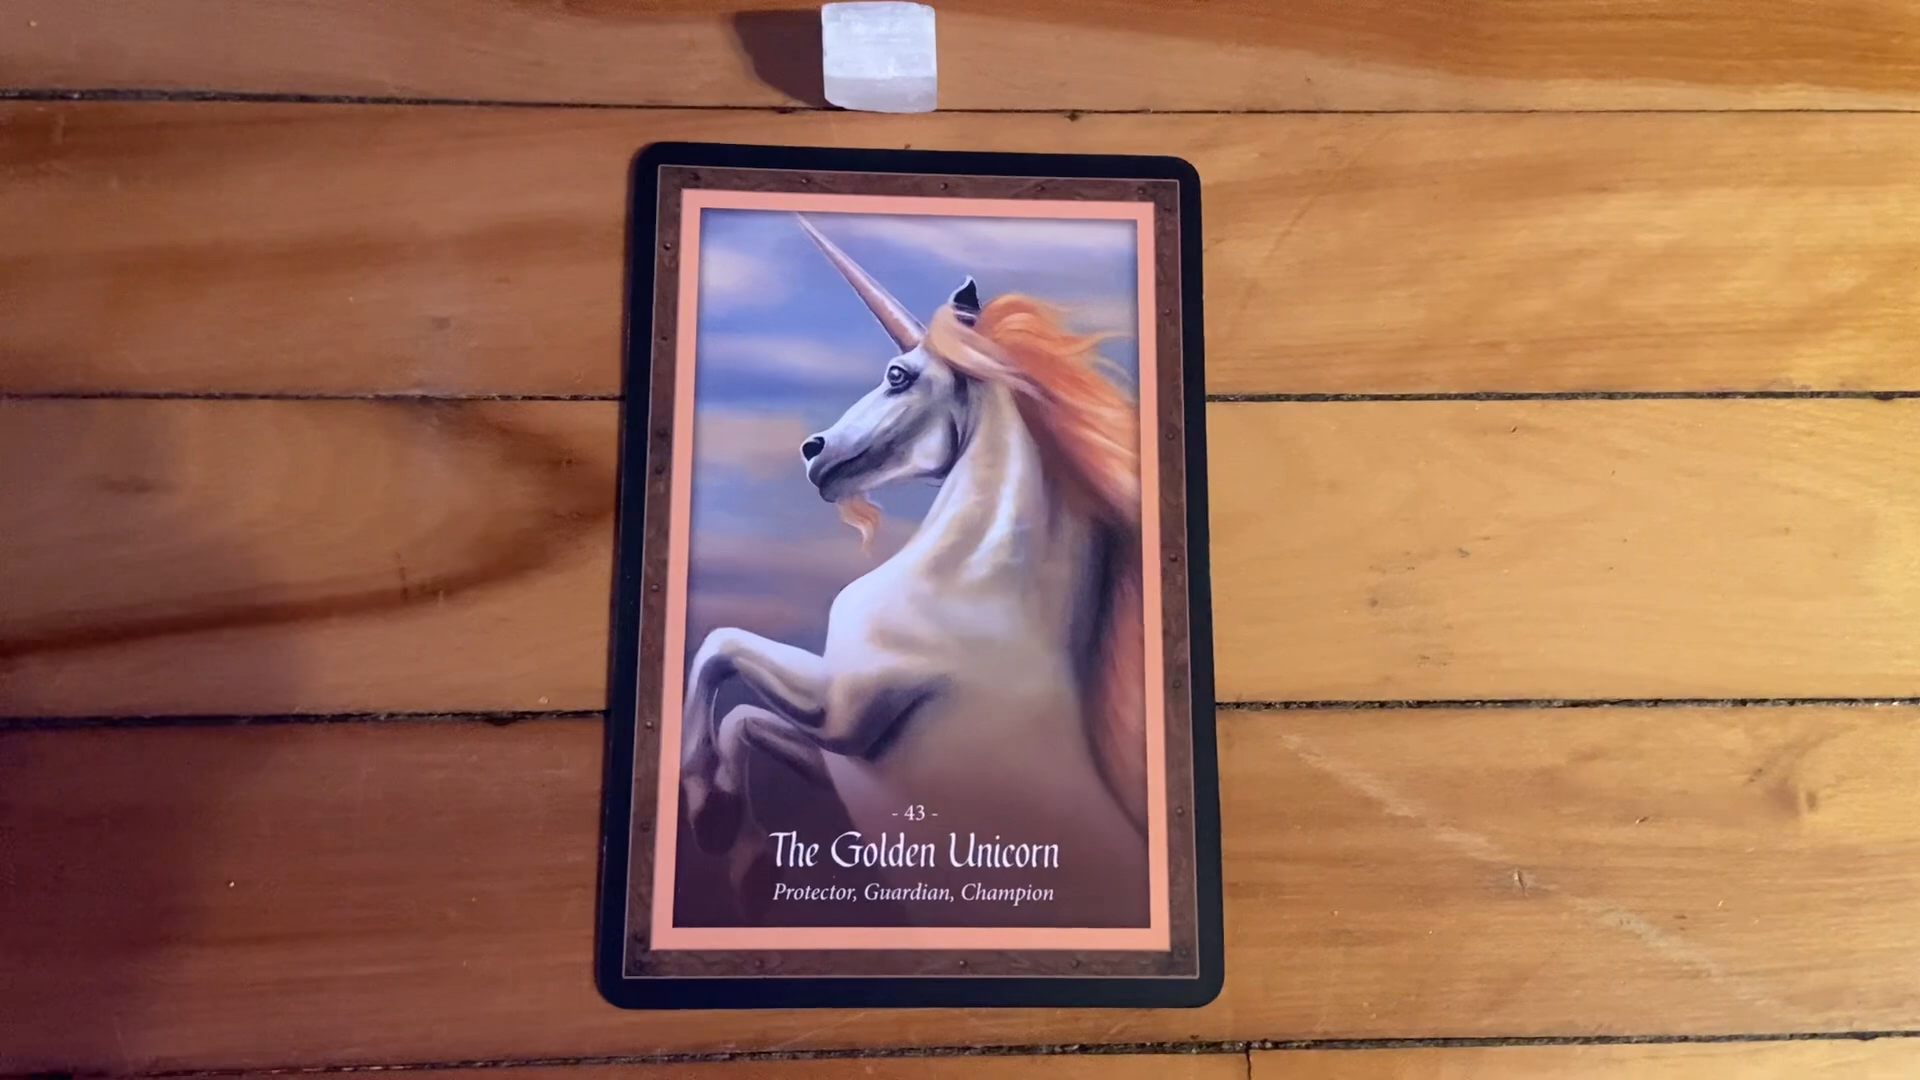 - 43 -
The Golden Unicorn
Protector, Guardian, Champion